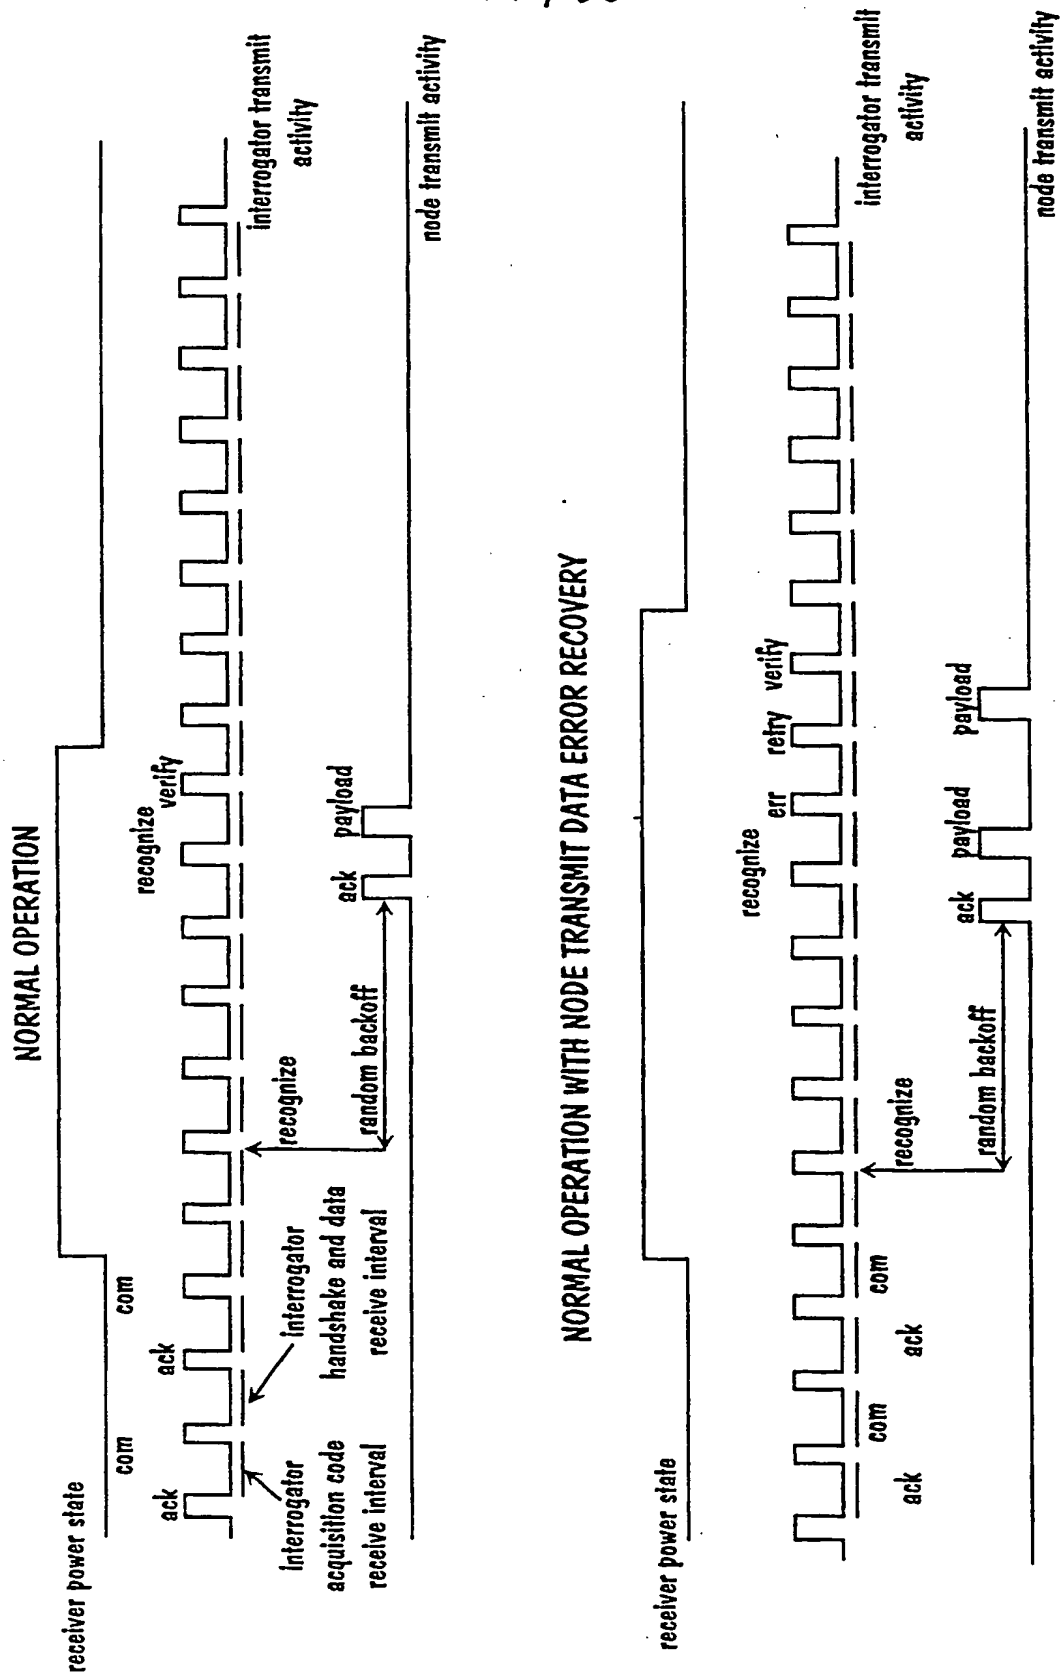 NORMAL OPERATION
receiver power state
com
com
ack
ack
recognize
verify
interrogator transmit
activity
Interrogator
acquisition code
receive interval
interrogator
handshake and data
receive interval
recognize
random backoff
ack
payload
node transmit activity
NORMAL OPERATION WITH NODE TRANSMIT DATA ERROR RECOVERY
receiver power state
recognize
err
retry
verify
interrogator transmit
activity
ack
com
ack
com
recognize
random backoff
ack
payload
payload
node transmit activity